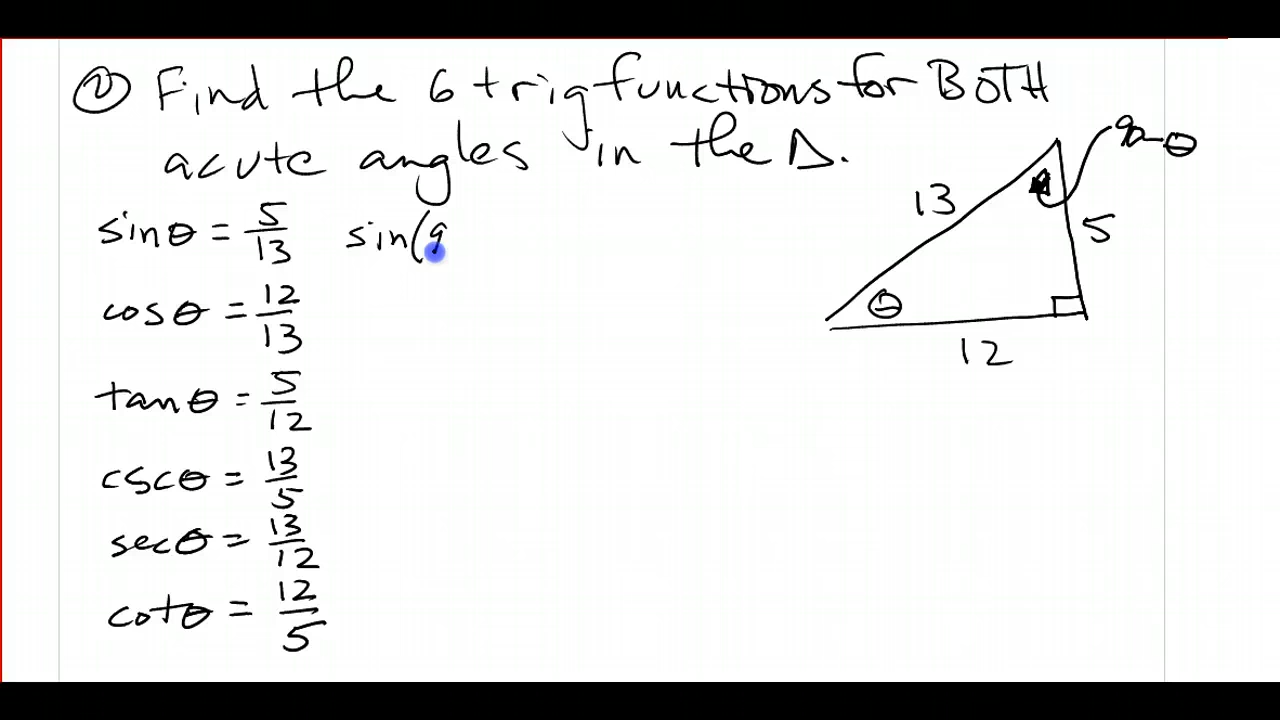 ② Find the 6 trig functions for BOTH
acute angles in the Δ.
90-θ
13
5
θ
12
sinθ = 5/13 sin(9
cosθ = 12/13
tanθ = 5/12
cscθ = 13/5
secθ = 13/12
cotθ = 12/5